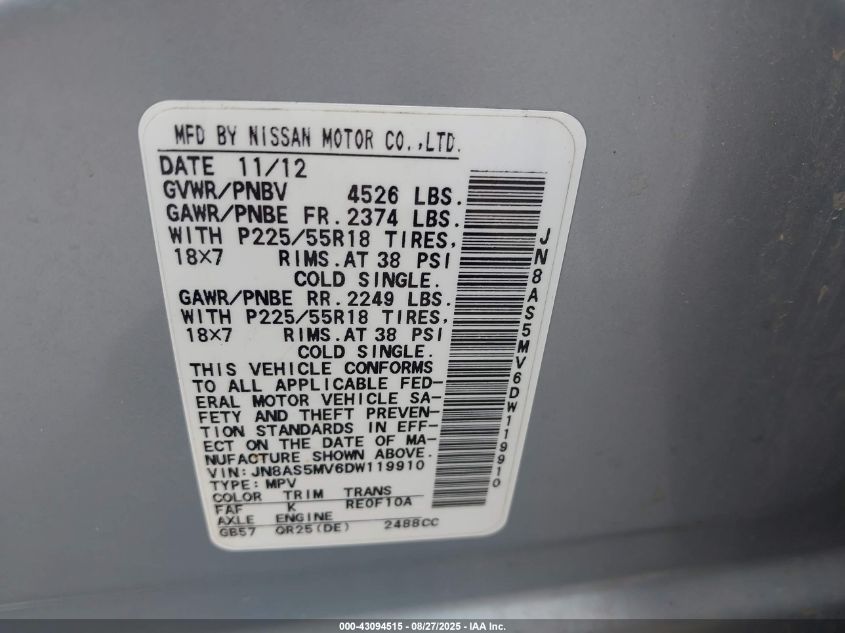 MFD BY NISSAN MOTOR CO.,LTD.
DATE 11/12
GVWR/PNBV 4526 LBS.
GAWR/PNBE FR.2374 LBS.
WITH P225/55R18 TIRES,
18×7 RIMS.AT 38 PSI
COLD SINGLE.
GAWR/PNBE RR.2249 LBS.
WITH P225/55R18 TIRES,
18×7 RIMS.AT 38 PSI
COLD SINGLE.
THIS VEHICLE CONFORMS
TO ALL APPLICABLE FED-
ERAL MOTOR VEHICLE SA-
FETY AND THEFT PREVEN-
TION STANDARDS IN EFF-
ECT ON THE DATE OF MA-
NUFACTURE SHOWN ABOVE.
VIN: JN8AS5MV6DW119910
TYPE: MPV
COLOR TRIM TRANS
FAF K RE0F10A
AXLE ENGINE
GB57 QR25(DE) 2488CC
JN8AS5MV6DW119910
000-43094515 - 08/27/2025 - IAA Inc.